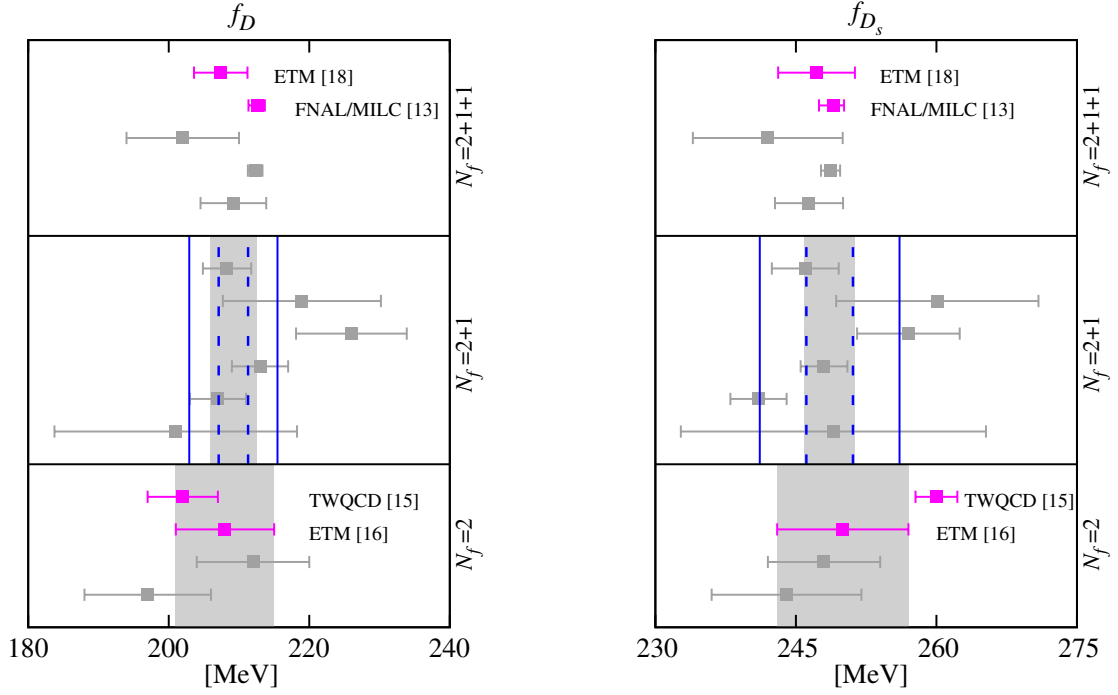 f_D
ETM [18]
FNAL/MILC [13]
N_f=2+1+1
N_f=2+1
TWQCD [15]
ETM [16]
N_f=2
180 200 220 240
[MeV]
f_{D_s}
ETM [18]
FNAL/MILC [13]
N_f=2+1+1
N_f=2+1
TWQCD [15]
ETM [16]
N_f=2
230 245 260 275
[MeV]